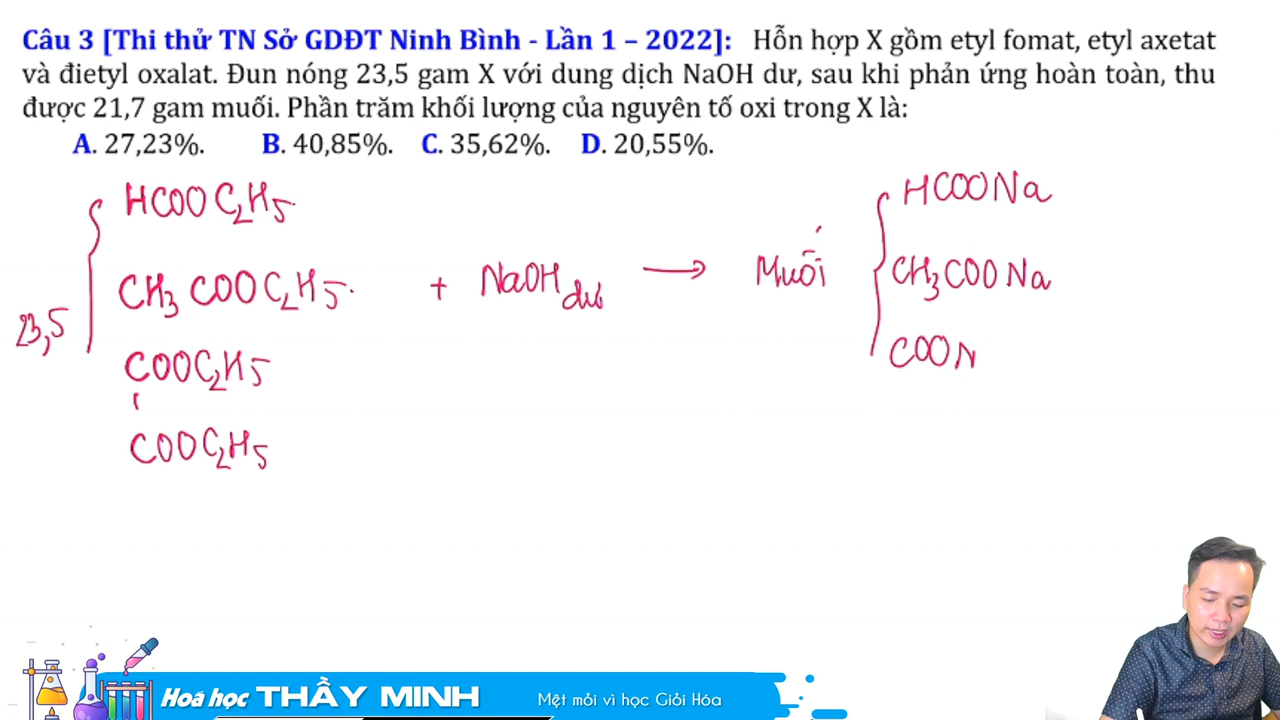 Câu 3 [Thi thử TN Sở GDĐT Ninh Bình - Lần 1 – 2022]: Hỗn hợp X gồm etyl fomat, etyl axetat
và đietyl oxalat. Đun nóng 23,5 gam X với dung dịch NaOH dư, sau khi phản ứng hoàn toàn, thu
được 21,7 gam muối. Phần trăm khối lượng của nguyên tố oxi trong X là:
A. 27,23%. B. 40,85%. C. 35,62%. D. 20,55%.
HCOOC2H5
HCOONa
CH3COOC2H5 + NaOH dư → Muối CH3COONa
23,5
COOC2H5
COON
COOC2H5
Hoá học THẦY MINH Mệt mỏi vì học Giỏi Hóa